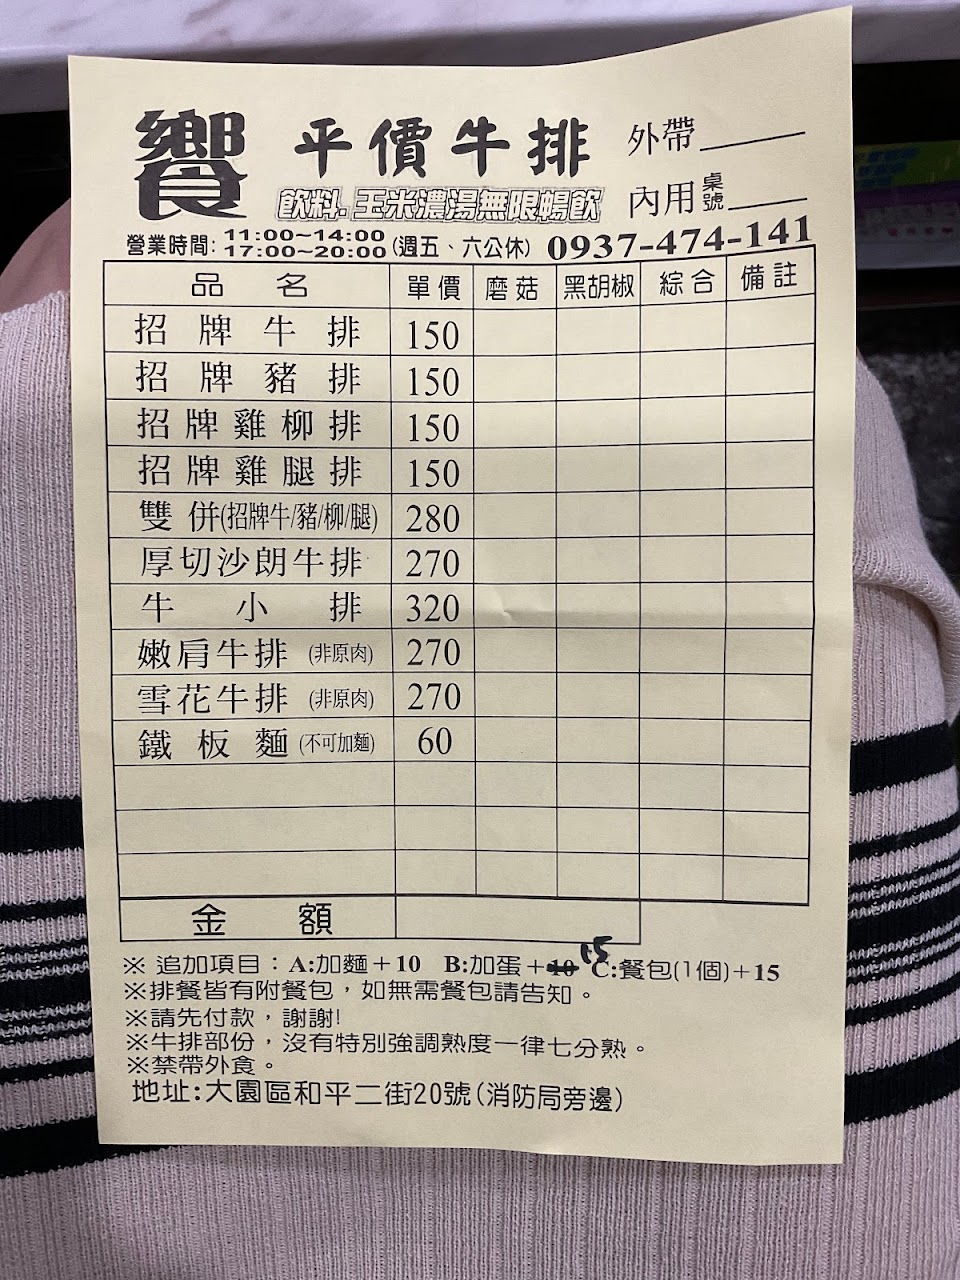 饗 平價牛排 外帶
飲料.玉米濃湯無限暢飲 內用 桌號
營業時間: 11:00~14:00 17:00~20:00 (週五、六公休) 0937-474-141
品名 單價 磨菇 黑胡椒 綜合 備註
招牌牛排 150
招牌豬排 150
招牌雞柳排 150
招牌雞腿排 150
雙併(招牌牛/豬/柳/腿) 280
厚切沙朗牛排 270
牛小排 320
嫩肩牛排 (非原肉) 270
雪花牛排 (非原肉) 270
鐵板麵 (不可加麵) 60
金額
※ 追加項目：A:加麵＋10 B:加蛋＋10 15 C:餐包(1個)＋15
※排餐皆有附餐包，如無需餐包請告知。
※請先付款，謝謝!
※牛排部份，沒有特別強調熟度一律七分熟。
※禁帶外食。
地址:大園區和平二街20號(消防局旁邊)